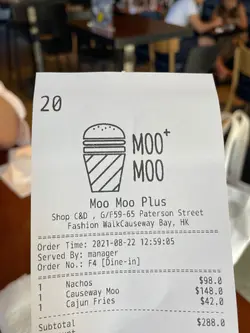 20
MOO+
MOO
Moo Moo Plus
Shop C&D , G/F59-65 Paterson Street
Fashion WalkCauseway Bay, HK
Order Time: 2021-08-22 12:59:05
Served By: manager
Order No.: F4 [Dine-in]
1 Nachos $98.0
1 Causeway Moo $148.0
1 Cajun Fries $42.0
Subtotal $288.0